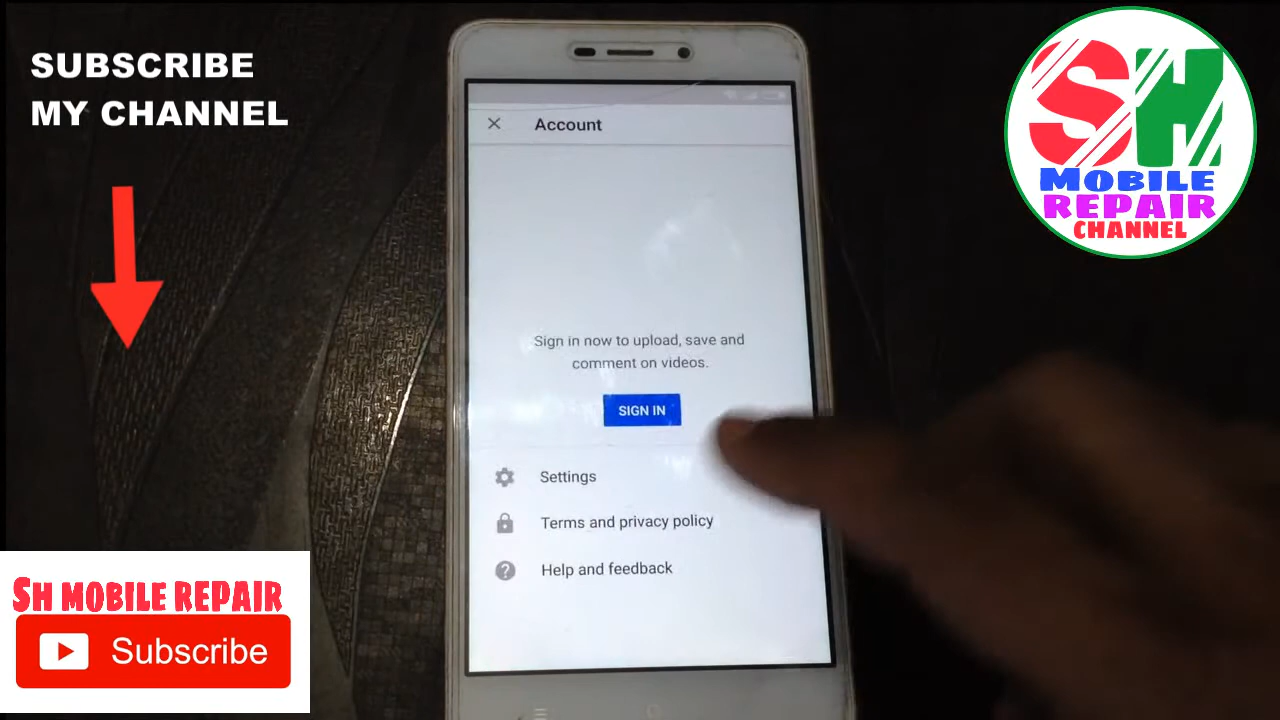 SUBSCRIBE
MY CHANNEL
SH
MOBILE
REPAIR
CHANNEL
Account
Sign in now to upload, save and
comment on videos.
SIGN IN
Settings
Terms and privacy policy
Help and feedback
SH MOBILE REPAIR
Subscribe